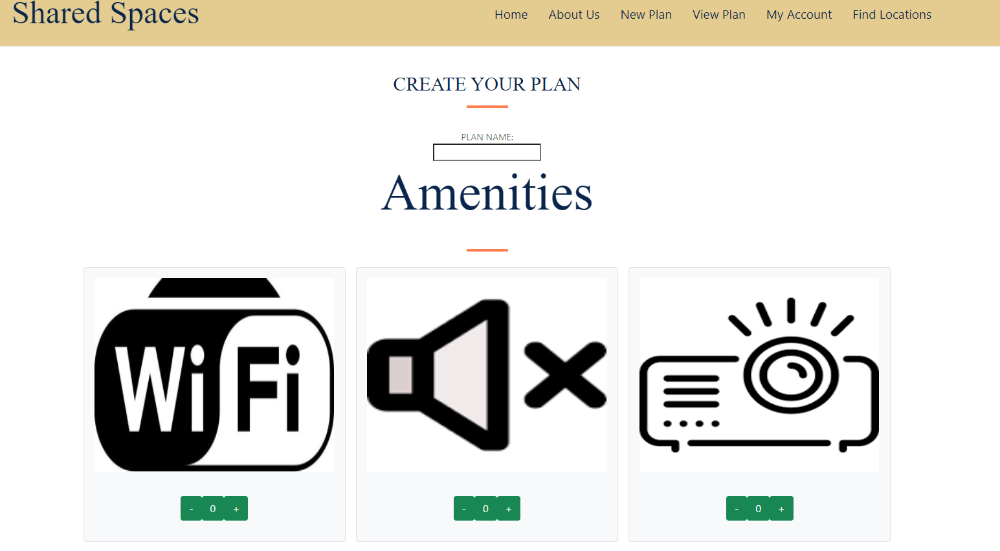 Shared Spaces
Home About Us New Plan View Plan My Account Find Locations
CREATE YOUR PLAN
PLAN NAME:
Amenities
WiFi
- 0 +
- 0 +
- 0 +